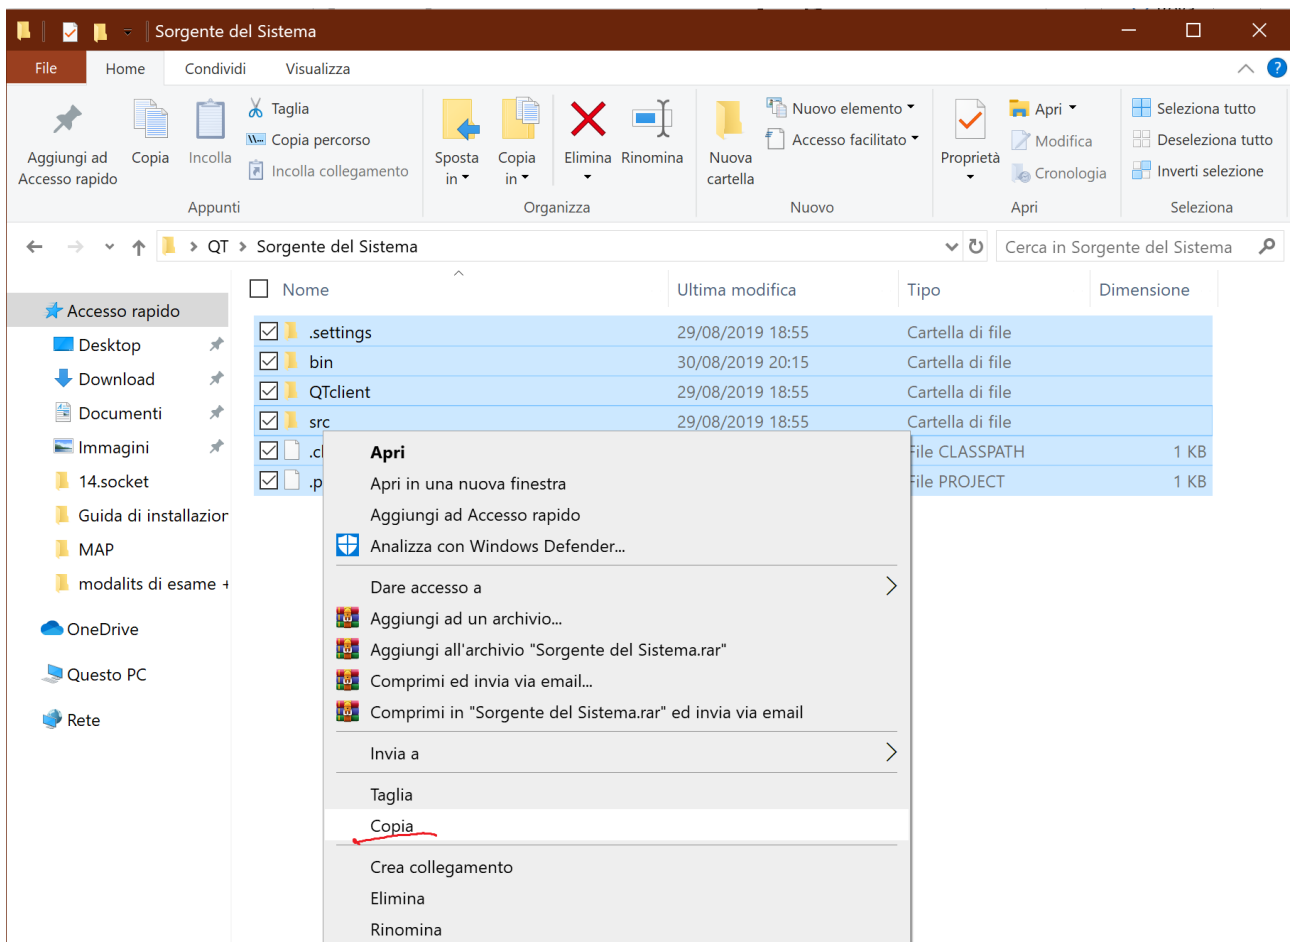 Sorgente del Sistema
File Home Condividi Visualizza
Aggiungi ad
Accesso rapido
Copia
Incolla
Taglia
Copia percorso
Incolla collegamento
Appunti
Sposta
in
Copia
in
Elimina
Rinomina
Organizza
Nuova
cartella
Nuovo elemento
Accesso facilitato
Nuovo
Proprietà
Apri
Modifica
Cronologia
Apri
Seleziona tutto
Deseleziona tutto
Inverti selezione
Seleziona
QT > Sorgente del Sistema
Cerca in Sorgente del Sistema
Accesso rapido
Desktop
Download
Documenti
Immagini
14.socket
Guida di installazior
MAP
modalits di esame +
OneDrive
Questo PC
Rete
Nome Ultima modifica Tipo Dimensione
.settings 29/08/2019 18:55 Cartella di file
bin 30/08/2019 20:15 Cartella di file
QTclient 29/08/2019 18:55 Cartella di file
src 29/08/2019 18:55 Cartella di file
.cl File CLASSPATH 1 KB
.p File PROJECT 1 KB
Apri
Apri in una nuova finestra
Aggiungi ad Accesso rapido
Analizza con Windows Defender...
Dare accesso a
Aggiungi ad un archivio...
Aggiungi all'archivio "Sorgente del Sistema.rar"
Comprimi ed invia via email...
Comprimi in "Sorgente del Sistema.rar" ed invia via email
Invia a
Taglia
Copia
Crea collegamento
Elimina
Rinomina